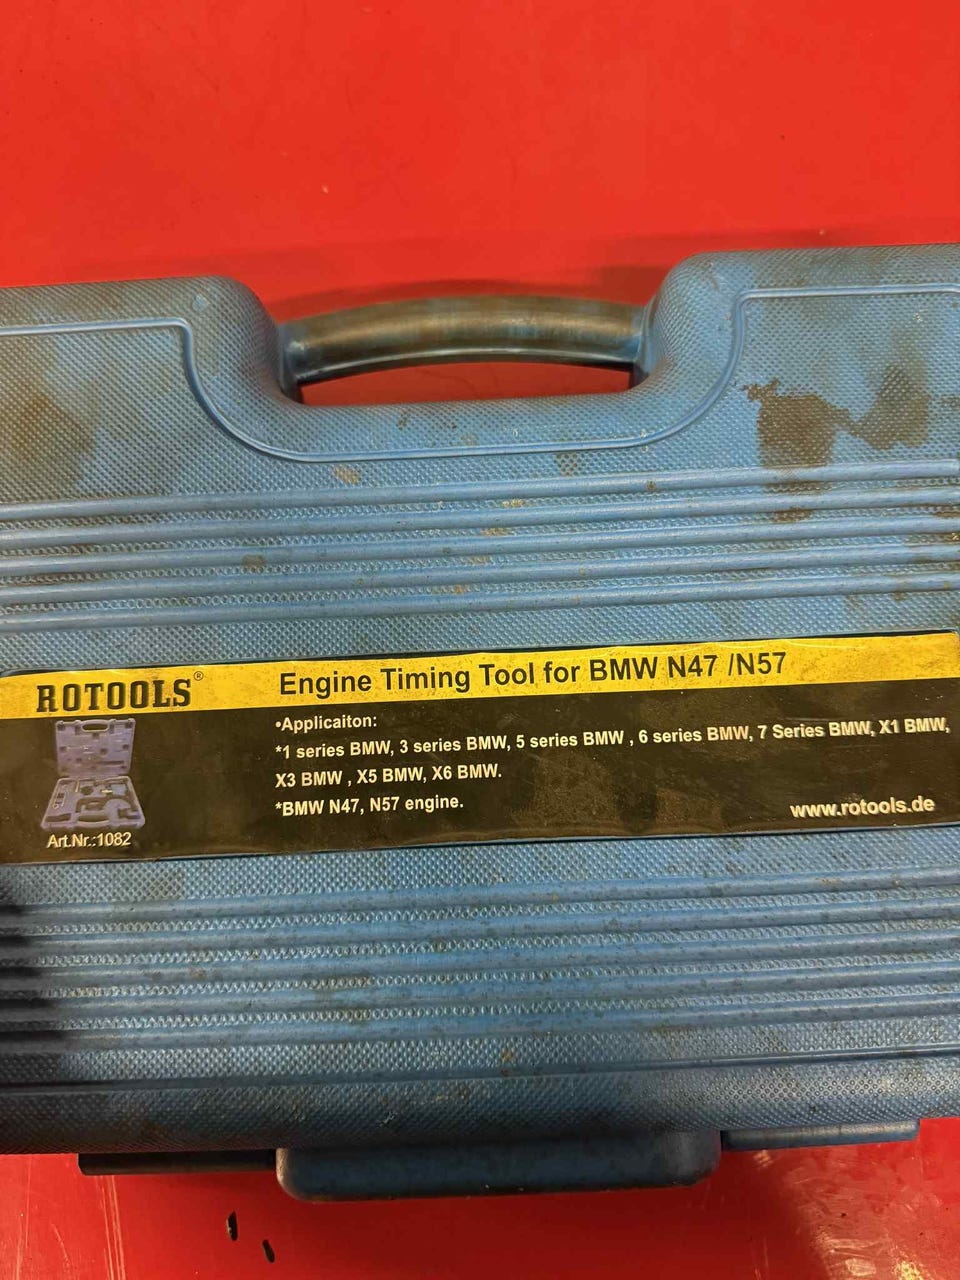 ROTOOLS®
Engine Timing Tool for BMW N47 /N57
•Applicaiton:
*1 series BMW, 3 series BMW, 5 series BMW , 6 series BMW, 7 Series BMW, X1 BMW,
X3 BMW , X5 BMW, X6 BMW.
*BMW N47, N57 engine.
www.rotools.de
Art.Nr.:1082